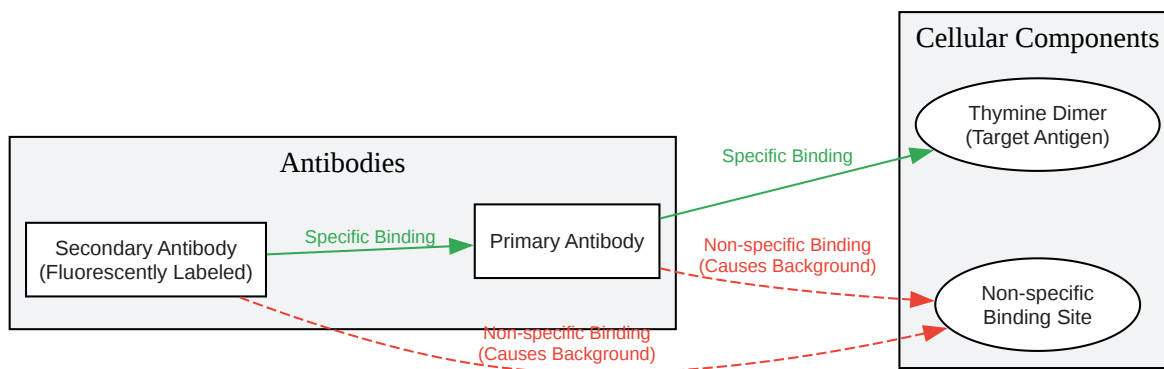 Cellular Components
Thymine Dimer
(Target Antigen)
Specific Binding
Antibodies
Secondary Antibody
(Fluorescently Labeled)
Specific Binding
Primary Antibody
Non-specific Binding
(Causes Background)
Non-specific
Binding Site
Non-specific Binding
(Causes Background)